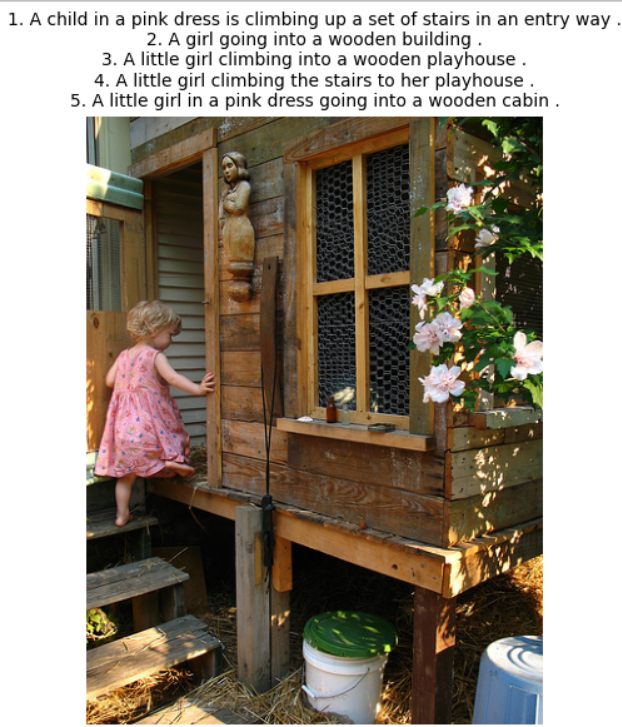 1. A child in a pink dress is climbing up a set of stairs in an entry way .
2. A girl going into a wooden building .
3. A little girl climbing into a wooden playhouse .
4. A little girl climbing the stairs to her playhouse .
5. A little girl in a pink dress going into a wooden cabin .